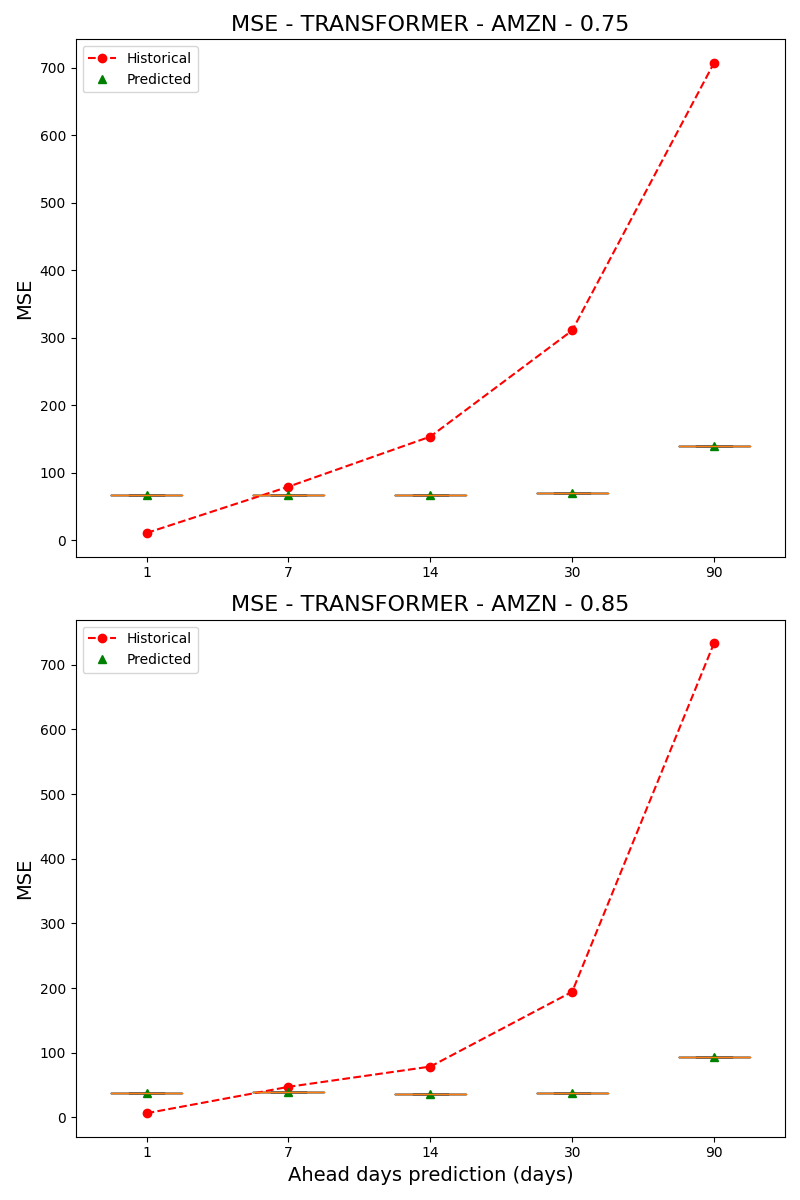 MSE - TRANSFORMER - AMZN - 0.75
Historical
Predicted
700
600
500
400
300
200
100
0
MSE
1 7 14 30 90
MSE - TRANSFORMER - AMZN - 0.85
Historical
Predicted
700
600
500
400
300
200
100
0
MSE
1 7 14 30 90
Ahead days prediction (days)